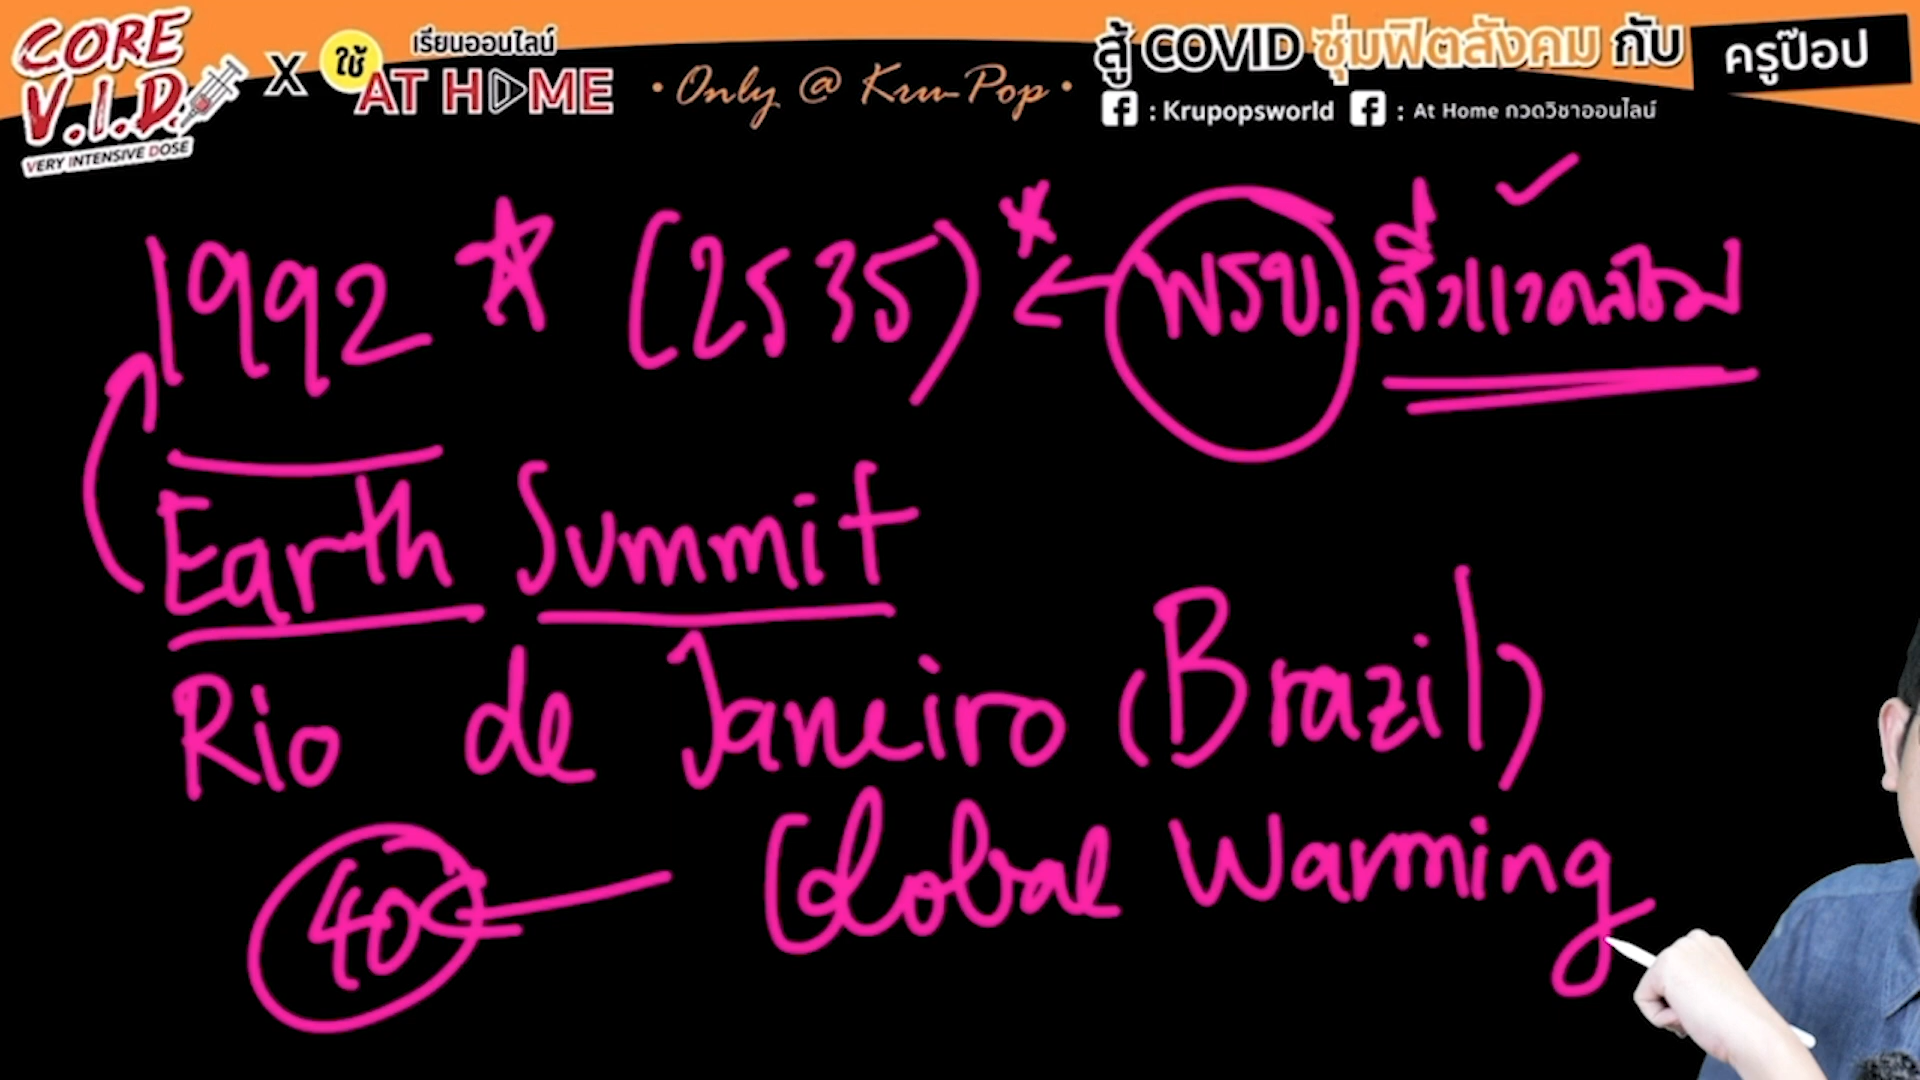 CORE
V.I.D.
VERY INTENSIVE DOSE
X
ใช้
เรียนออนไลน์
AT HOME
• Only @ Kru-Pop •
สู้ COVID ซุ่มฟิตสังคม กับ ครูป๊อป
: Krupopsworld : At Home กวดวิชาออนไลน์
1992 (2535) พรบ. สิ่งแวดล้อม
Earth Summit
Rio de Janeiro (Brazil)
40 Global Warming